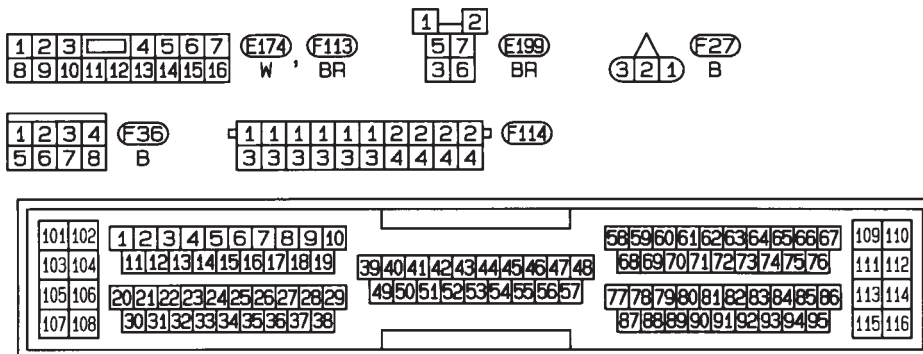 1 2
1 2 3 4 5 6 7 E174 , F113 5 7 E199 F27
8 9 10 11 12 13 14 15 16 W BR 3 6 BR 3 2 1 B
1 2 3 4 F36 1 1 1 1 1 1 2 2 2 2 F114
5 6 7 8 B 3 3 3 3 3 3 4 4 4 4
101 102 1 2 3 4 5 6 7 8 9 10 58 59 60 61 62 63 64 65 66 67 109 110
103 104 11 12 13 14 15 16 17 18 19 39 40 41 42 43 44 45 46 47 48 68 69 70 71 72 73 74 75 76 111 112
105 106 20 21 22 23 24 25 26 27 28 29 49 50 51 52 53 54 55 56 57 77 78 79 80 81 82 83 84 85 86 113 114
107 108 30 31 32 33 34 35 36 37 38 87 88 89 90 91 92 93 94 95 115 116